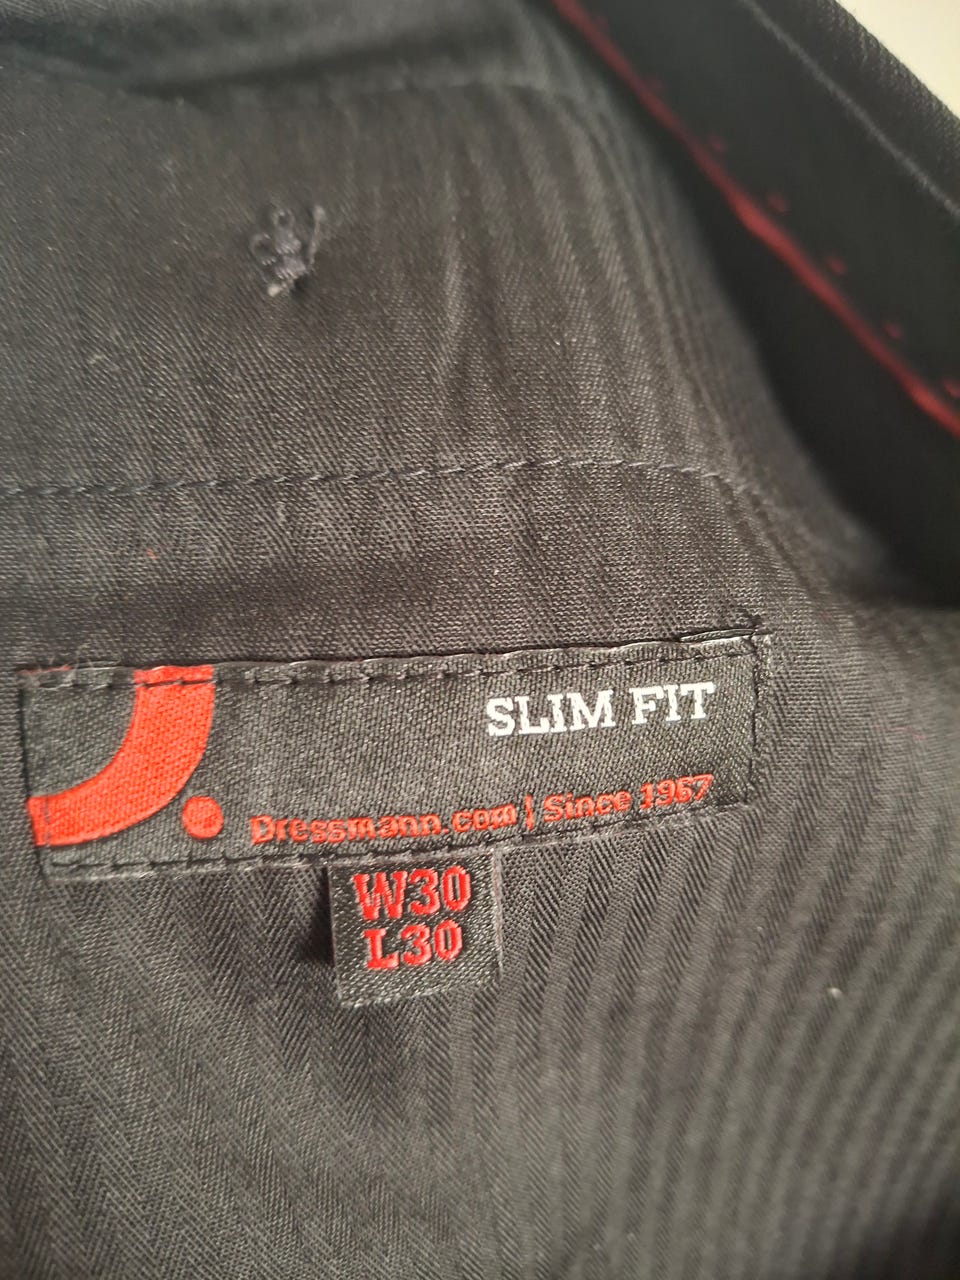 SLIM FIT
Dressmann.com | Since 1967
W30
L30